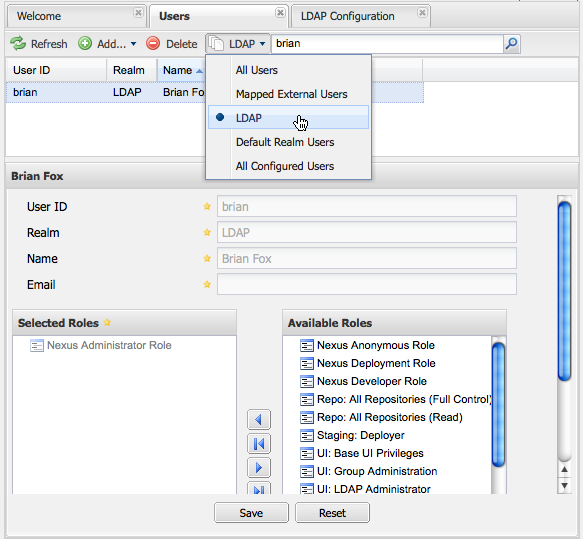 Welcome Users LDAP Configuration
Refresh Add... Delete LDAP brian
User ID Realm Name
brian LDAP Brian Fo
All Users
Mapped External Users
LDAP
Default Realm Users
All Configured Users
Brian Fox
User ID brian
Realm LDAP
Name Brian Fox
Email
Selected Roles
Nexus Administrator Role
Available Roles
Nexus Anonymous Role
Nexus Deployment Role
Nexus Developer Role
Repo: All Repositories (Full Control)
Repo: All Repositories (Read)
Staging: Deployer
UI: Base UI Privileges
UI: Group Administration
UI: LDAP Administrator
Save Reset